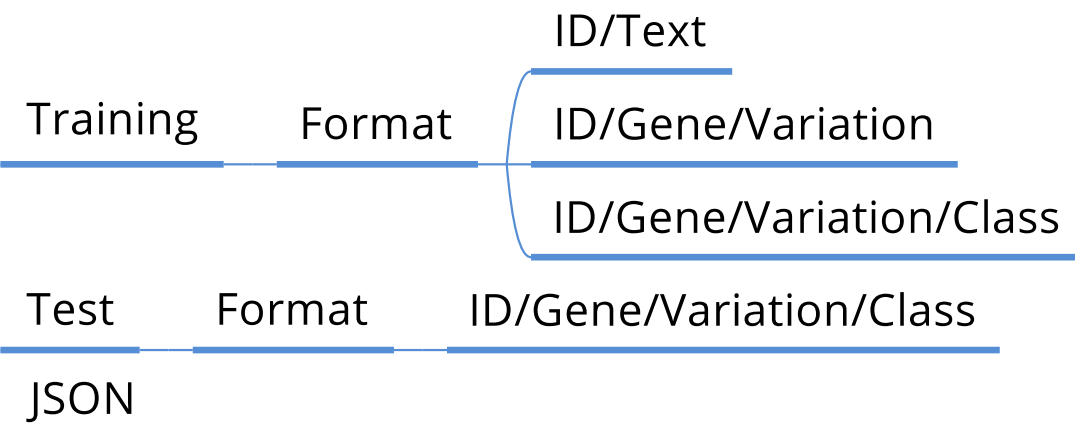 ID/Text
Training
Format
ID/Gene/Variation
ID/Gene/Variation/Class
Test
Format
ID/Gene/Variation/Class
JSON